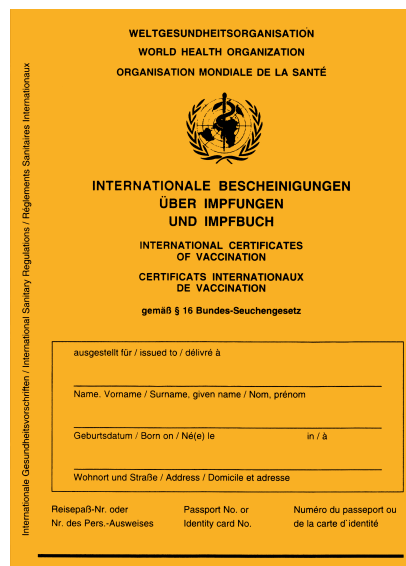 WELTGESUNDHEITSORGANISATION
WORLD HEALTH ORGANIZATION
ORGANISATION MONDIALE DE LA SANTÉ
INTERNATIONALE BESCHEINIGUNGEN
ÜBER IMPFUNGEN
UND IMPFBUCH
INTERNATIONAL CERTIFICATES
OF VACCINATION
CERTIFICATS INTERNATIONAUX
DE VACCINATION
gemäß § 16 Bundes-Seuchengesetz
Internationale Gesundheitsvorschriften / International Sanitary Regulations / Réglements Sanitaires Internationaux
ausgestellt für / issued to / délivré à
Name, Vorname / Surname, given name / Nom, prénom
Geburtsdatum / Born on / Né(e) le in / à
Wohnort und Straße / Address / Domicile et adresse
Reisepaß-Nr. oder Passport No. or Numéro du passeport ou
Nr. des Pers.-Ausweises Identity card No. de la carte d'identité